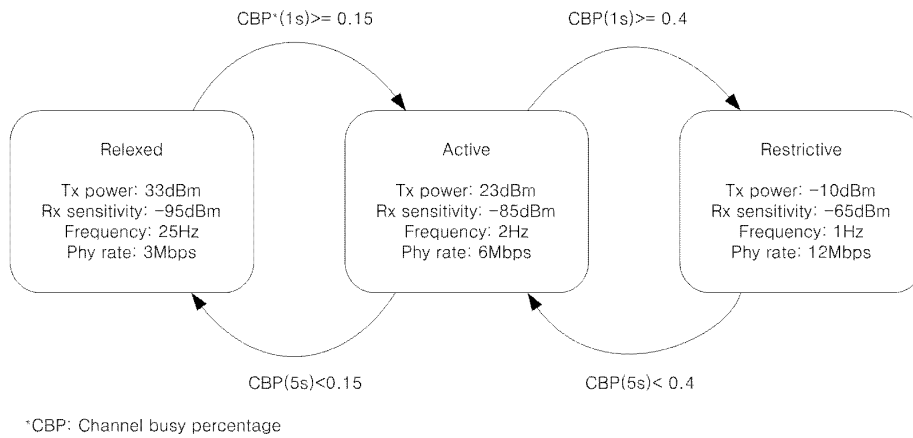 CBP*(1s)>= 0.15
CBP(1s)>= 0.4
Relexed
Tx power: 33dBm
Rx sensitivity: -95dBm
Frequency: 25Hz
Phy rate: 3Mbps
Active
Tx power: 23dBm
Rx sensitivity: -85dBm
Frequency: 2Hz
Phy rate: 6Mbps
Restrictive
Tx power: -10dBm
Rx sensitivity: -65dBm
Frequency: 1Hz
Phy rate: 12Mbps
CBP(5s)<0.15
CBP(5s)< 0.4
*CBP: Channel busy percentage